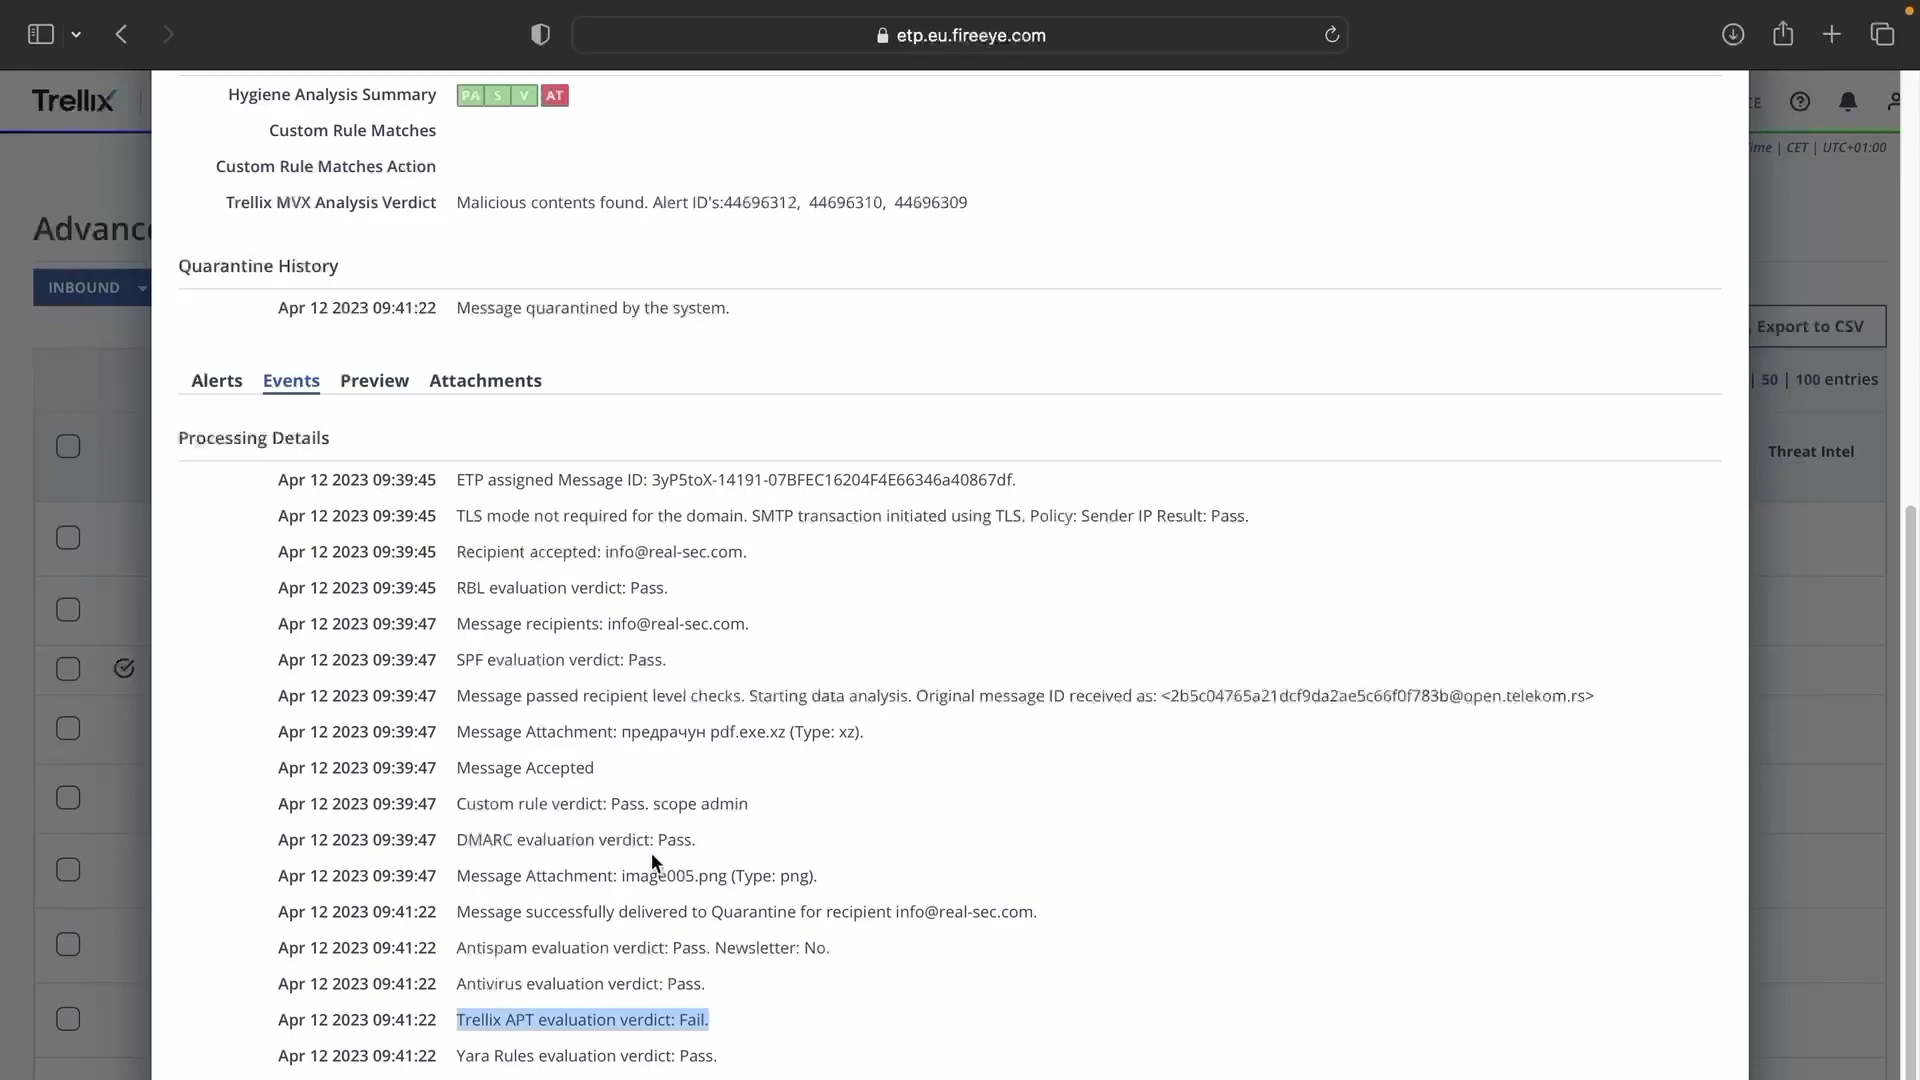 etp.eu.fireeye.com
Trellix
CE
ime | CET | UTC+01:00
Advanc
INBOUND
Export to CSV
| 50 | 100 entries
Threat Intel
Hygiene Analysis Summary PA S V AT
Custom Rule Matches
Custom Rule Matches Action
Trellix MVX Analysis Verdict Malicious contents found. Alert ID's:44696312, 44696310, 44696309
Quarantine History
Apr 12 2023 09:41:22 Message quarantined by the system.
Alerts Events Preview Attachments
Processing Details
Apr 12 2023 09:39:45 ETP assigned Message ID: 3yP5toX-14191-07BFEC16204F4E66346a40867df.
Apr 12 2023 09:39:45 TLS mode not required for the domain. SMTP transaction initiated using TLS. Policy: Sender IP Result: Pass.
Apr 12 2023 09:39:45 Recipient accepted: info@real-sec.com.
Apr 12 2023 09:39:45 RBL evaluation verdict: Pass.
Apr 12 2023 09:39:47 Message recipients: info@real-sec.com.
Apr 12 2023 09:39:47 SPF evaluation verdict: Pass.
Apr 12 2023 09:39:47 Message passed recipient level checks. Starting data analysis. Original message ID received as: <2b5c04765a21dcf9da2ae5c66f0f783b@open.telekom.rs>
Apr 12 2023 09:39:47 Message Attachment: предрачун pdf.exe.xz (Type: xz).
Apr 12 2023 09:39:47 Message Accepted
Apr 12 2023 09:39:47 Custom rule verdict: Pass. scope admin
Apr 12 2023 09:39:47 DMARC evaluation verdict: Pass.
Apr 12 2023 09:39:47 Message Attachment: image005.png (Type: png).
Apr 12 2023 09:41:22 Message successfully delivered to Quarantine for recipient info@real-sec.com.
Apr 12 2023 09:41:22 Antispam evaluation verdict: Pass. Newsletter: No.
Apr 12 2023 09:41:22 Antivirus evaluation verdict: Pass.
Apr 12 2023 09:41:22 Trellix APT evaluation verdict: Fail.
Apr 12 2023 09:41:22 Yara Rules evaluation verdict: Pass.